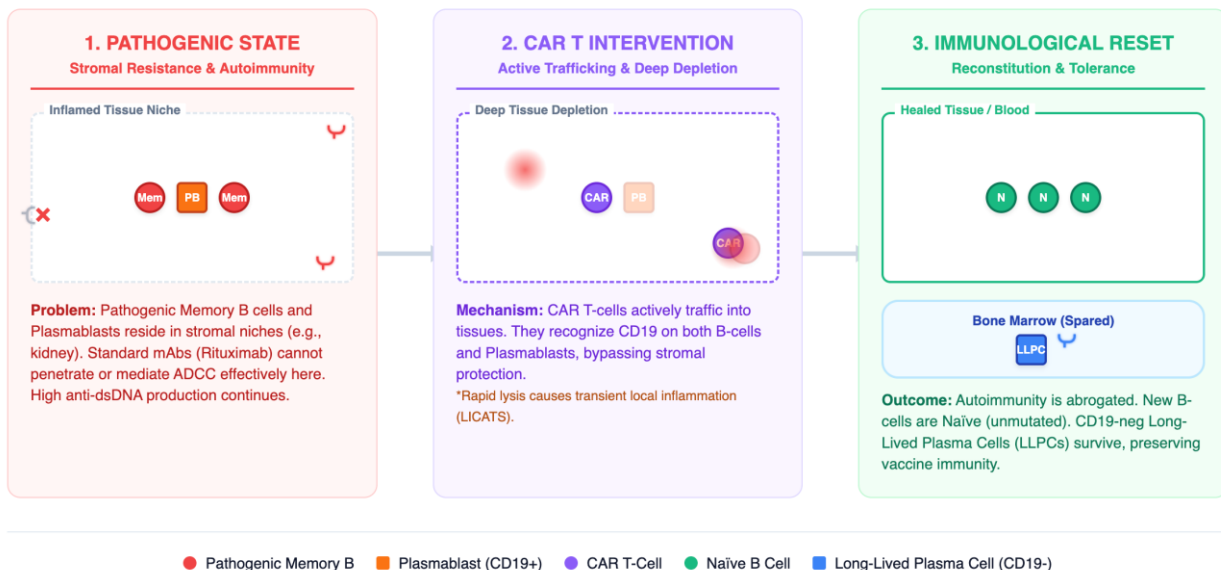 1. PATHOGENIC STATE
Stromal Resistance & Autoimmunity
Inflamed Tissue Niche
Mem
PB
Mem
Problem: Pathogenic Memory B cells and
Plasmablasts reside in stromal niches (e.g.,
kidney). Standard mAbs (Rituximab) cannot
penetrate or mediate ADCC effectively here.
High anti-dsDNA production continues.
2. CAR T INTERVENTION
Active Trafficking & Deep Depletion
Deep Tissue Depletion
CAR
PB
CAR
Mechanism: CAR T-cells actively traffic into
tissues. They recognize CD19 on both B-cells
and Plasmablasts, bypassing stromal
protection.
*Rapid lysis causes transient local inflammation
(LICATS).
3. IMMUNOLOGICAL RESET
Reconstitution & Tolerance
Healed Tissue / Blood
N
N
N
Bone Marrow (Spared)
LLPC
Outcome: Autoimmunity is abrogated. New B-
cells are Naïve (unmutated). CD19-neg Long-
Lived Plasma Cells (LLPCs) survive, preserving
vaccine immunity.
Pathogenic Memory B
Plasmablast (CD19+)
CAR T-Cell
Naïve B Cell
Long-Lived Plasma Cell (CD19-)